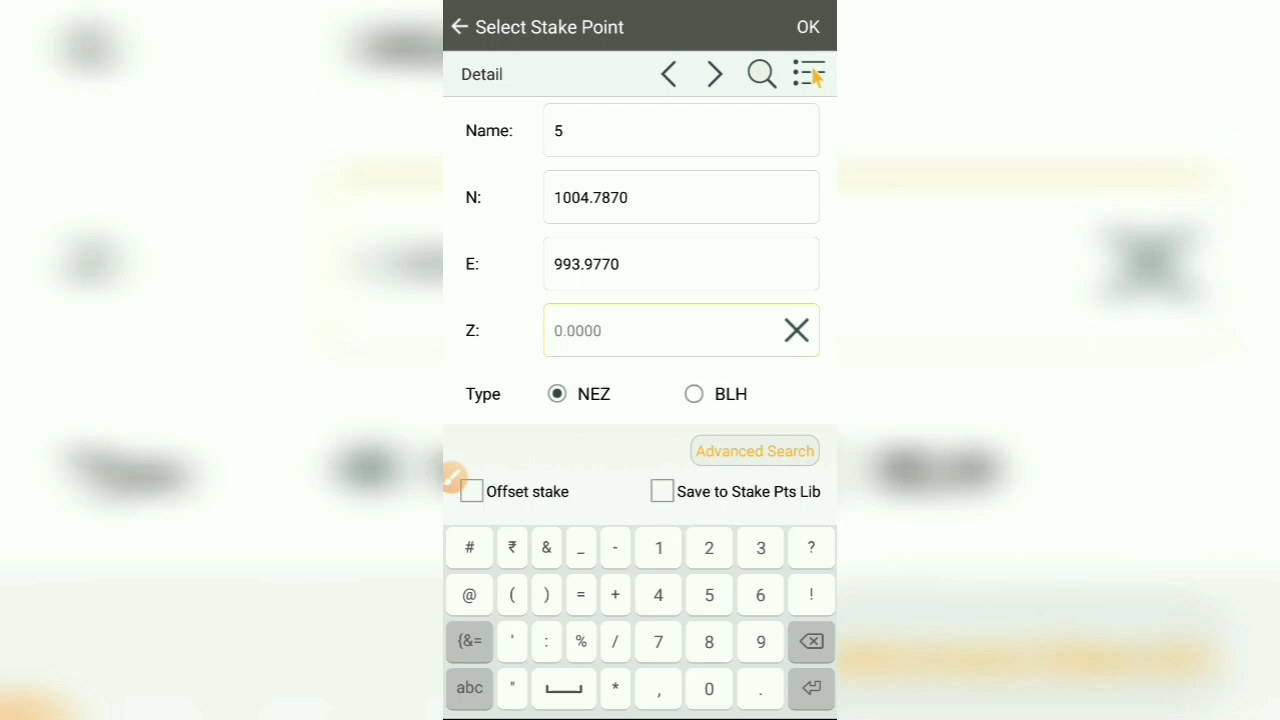 Select Stake Point OK
Detail
Name: 5
N: 1004.7870
E: 993.9770
Z: 0.0000
Type NEZ BLH
Advanced Search
Offset stake Save to Stake Pts Lib
# ₹ & _ - 1 2 3 ?
@ ( ) = + 4 5 6 !
{&= ' : % / 7 8 9
abc " * , 0 .